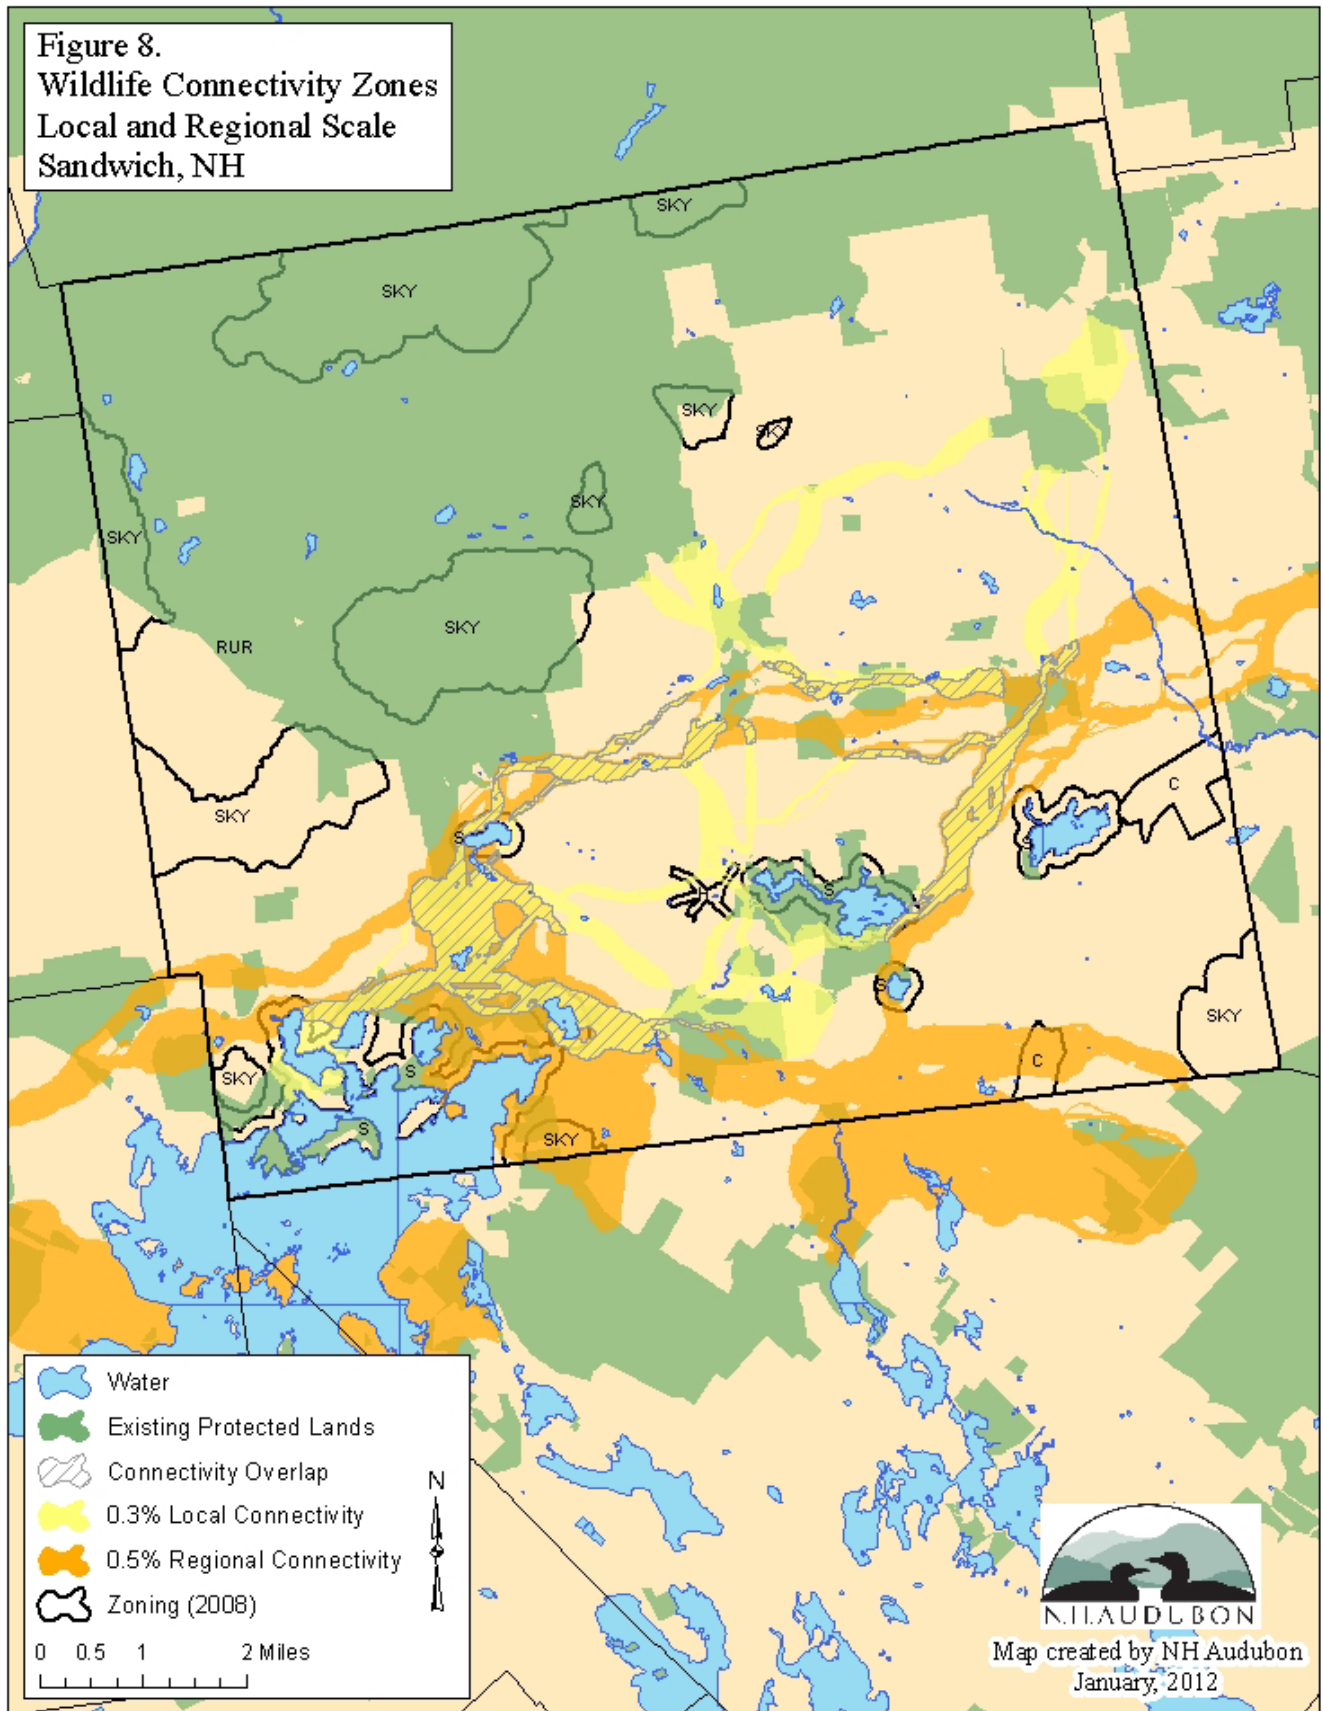 Figure 8.
Wildlife Connectivity Zones
Local and Regional Scale
Sandwich, NH
SKY
SKY
SKY
SKY
SKY
SKY
SKY
RUR
C
SKY
S
S
S
S
SKY
C
SKY
S
S
SKY
Water
Existing Protected Lands
Connectivity Overlap
0.3% Local Connectivity
0.5% Regional Connectivity
Zoning (2008)
N
0 0.5 1 2 Miles
N.H.AUDUBON
Map created by NH Audubon
January, 2012